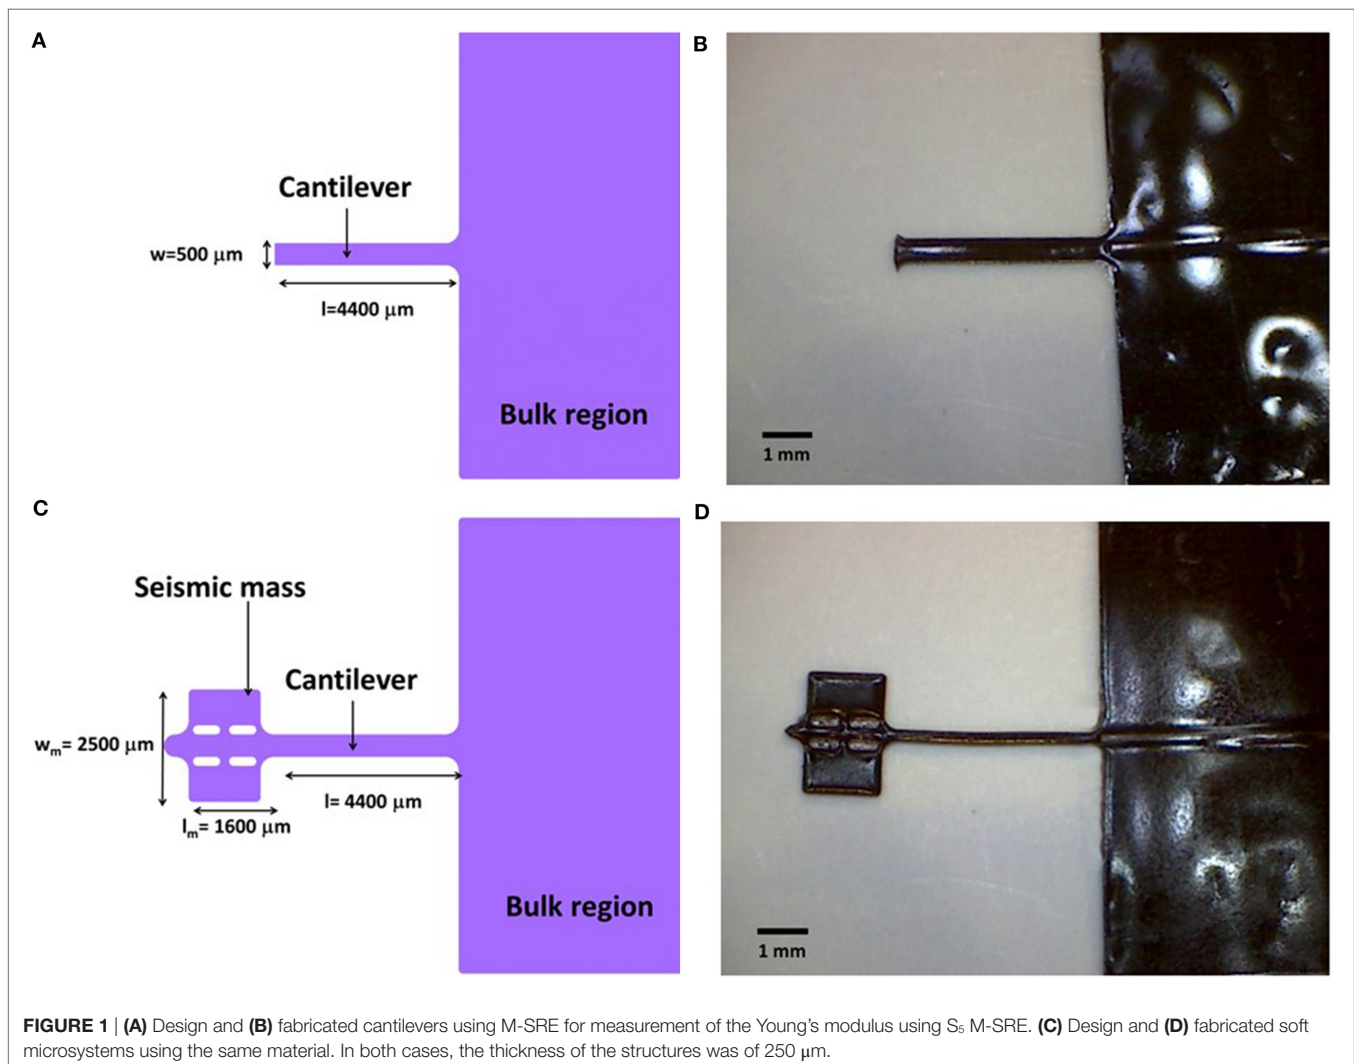 A
B
Cantilever
w=500 μm
l=4400 μm
Bulk region
1 mm
C
D
Seismic mass
Cantilever
wₘ= 2500 μm
l= 4400 μm
lₘ= 1600 μm
Bulk region
1 mm
FIGURE 1 | (A) Design and (B) fabricated cantilevers using M-SRE for measurement of the Young's modulus using S₅ M-SRE. (C) Design and (D) fabricated soft
microsystems using the same material. In both cases, the thickness of the structures was of 250 μm.